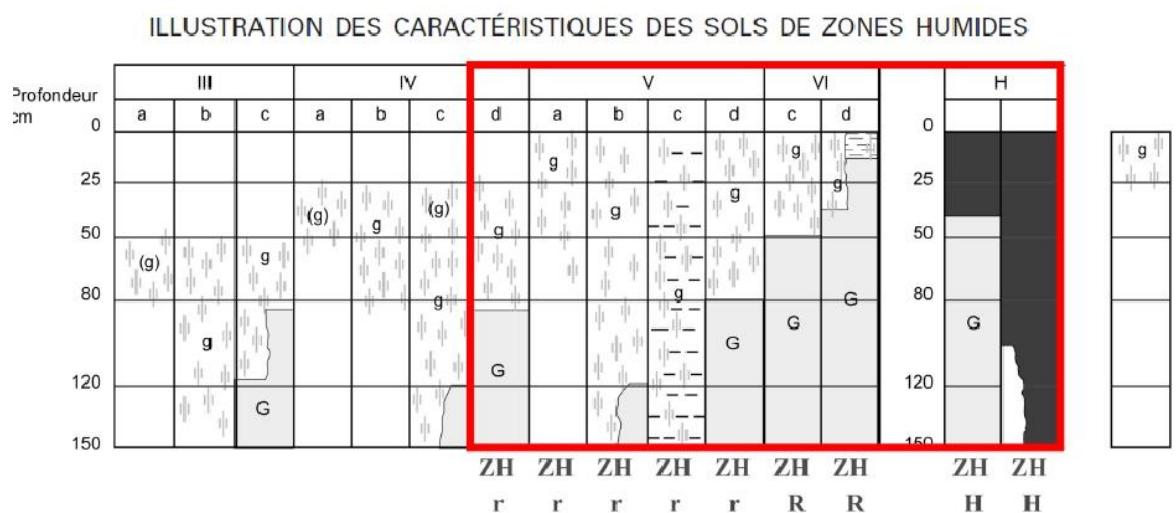 ILLUSTRATION DES CARACTÉRISTIQUES DES SOLS DE ZONES HUMIDES
III IV V VI H
Profondeur
cm
a b c a b c d a b c d c d
0 0
g g g g
25 25
(g) g (g) g g g g
50 50
(g) g
80 g g G 80
g G G G
120 G 120
G
150 150
ZH ZH ZH ZH ZH ZH ZH ZH ZH
r r r r r R R H H